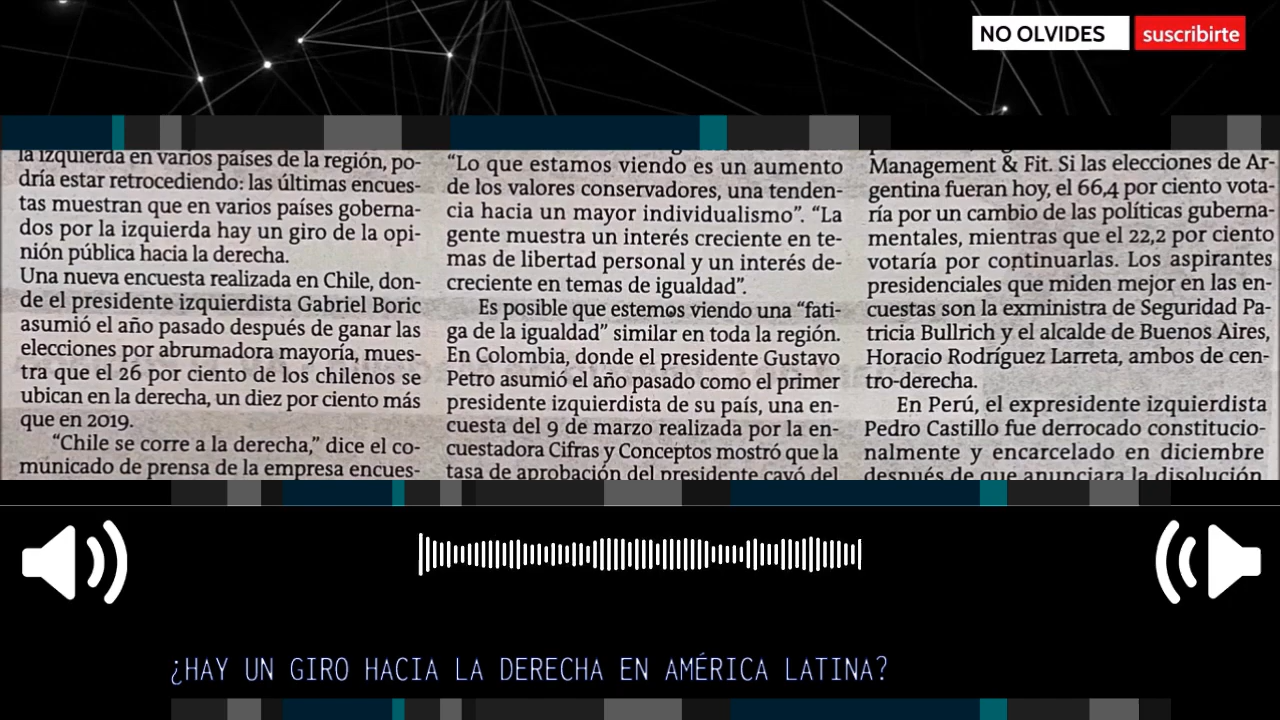 NO OLVIDES suscribirte
la izquierda en varios países de la región, po-
dría estar retrocediendo: las últimas encues-
tas muestran que en varios países goberna-
dos por la izquierda hay un giro de la opi-
nión pública hacia la derecha.
Una nueva encuesta realizada en Chile, don-
de el presidente izquierdista Gabriel Boric
asumió el año pasado después de ganar las
elecciones por abrumadora mayoría, mues-
tra que el 26 por ciento de los chilenos se
ubican en la derecha, un diez por ciento más
que en 2019.
“Chile se corre a la derecha,” dice el co-
municado de prensa de la empresa encues-
“Lo que estamos viendo es un aumento
de los valores conservadores, una tenden-
cia hacia un mayor individualismo”. “La
gente muestra un interés creciente en te-
mas de libertad personal y un interés de-
creciente en temas de igualdad”.
Es posible que estemos viendo una “fati-
ga de la igualdad” similar en toda la región.
En Colombia, donde el presidente Gustavo
Petro asumió el año pasado como el primer
presidente izquierdista de su país, una en-
cuesta del 9 de marzo realizada por la en-
cuestadora Cifras y Conceptos mostró que la
tasa de aprobación del presidente cayó del
Management & Fit. Si las elecciones de Ar-
gentina fueran hoy, el 66,4 por ciento vota-
ría por un cambio de las políticas guberna-
mentales, mientras que el 22,2 por ciento
votaría por continuarlas. Los aspirantes
presidenciales que miden mejor en las en-
cuestas son la exministra de Seguridad Pa-
tricia Bullrich y el alcalde de Buenos Aires,
Horacio Rodríguez Larreta, ambos de cen-
tro-derecha.
En Perú, el expresidente izquierdista
Pedro Castillo fue derrocado constitucio-
nalmente y encarcelado en diciembre
después de que anunciara la disolución
¿HAY UN GIRO HACIA LA DERECHA EN AMÉRICA LATINA?